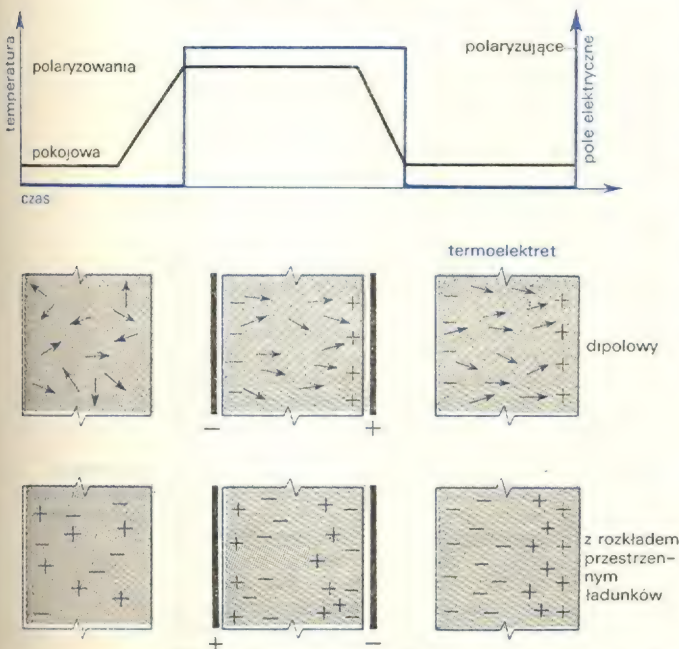 temperatura
polaryzowania
polaryzujące
pole elektryczne
pokojowa
czas
termoelektret
dipolowy
z rozkładem
przestrzen-
nym
ładunków